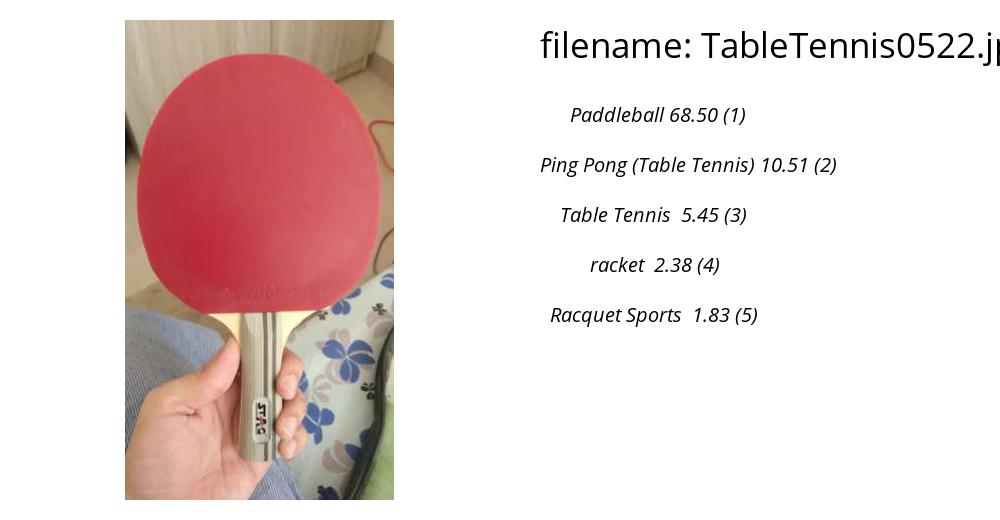 filename: TableTennis0522.j
Paddleball 68.50 (1)
Ping Pong (Table Tennis) 10.51 (2)
Table Tennis 5.45 (3)
racket 2.38 (4)
Racquet Sports 1.83 (5)
STAG